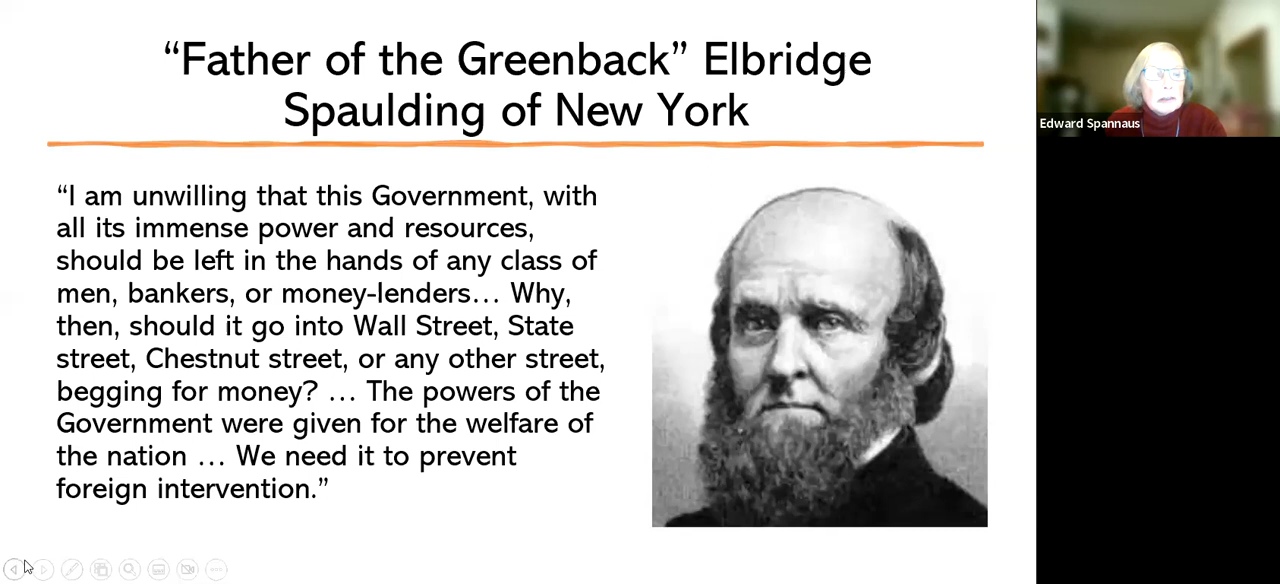 “Father of the Greenback” Elbridge
Spaulding of New York
“I am unwilling that this Government, with
all its immense power and resources,
should be left in the hands of any class of
men, bankers, or money-lenders… Why,
then, should it go into Wall Street, State
street, Chestnut street, or any other street,
begging for money? … The powers of the
Government were given for the welfare of
the nation … We need it to prevent
foreign intervention.”
Edward Spannaus